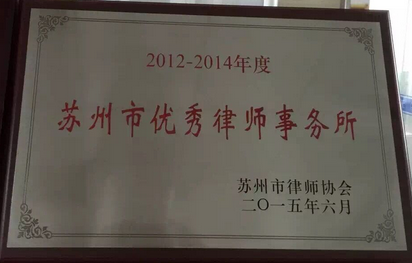 2012-2014年度
苏州市优秀律师事务所
苏州市律师协会
二〇一五年六月